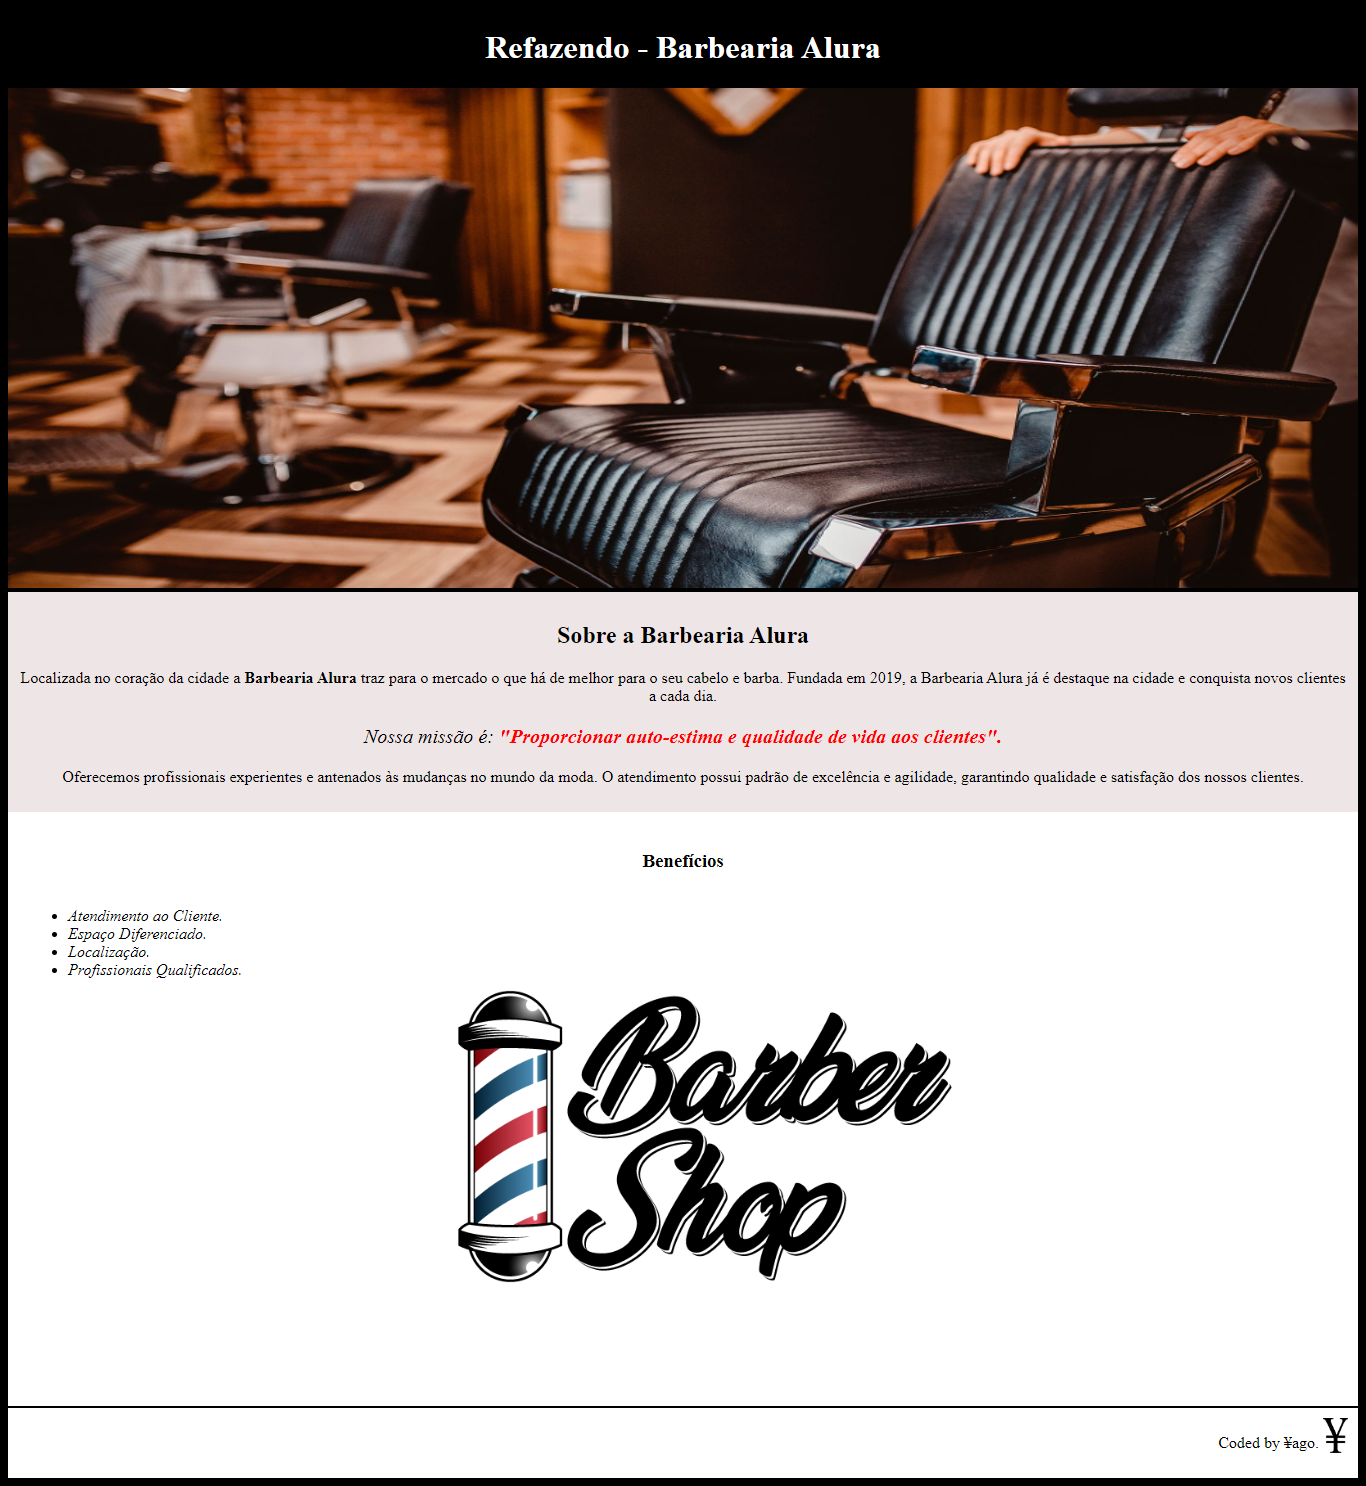 Refazendo - Barbearia Alura
Sobre a Barbearia Alura
Localizada no coração da cidade a Barbearia Alura traz para o mercado o que há de melhor para o seu cabelo e barba. Fundada em 2019, a Barbearia Alura já é destaque na cidade e conquista novos clientes
a cada dia.
Nossa missão é: "Proporcionar auto-estima e qualidade de vida aos clientes".
Oferecemos profissionais experientes e antenados às mudanças no mundo da moda. O atendimento possui padrão de excelência e agilidade, garantindo qualidade e satisfação dos nossos clientes.
Benefícios
• Atendimento ao Cliente.
• Espaço Diferenciado.
• Localização.
• Profissionais Qualificados.
Barber
Shop
Coded by ¥ago. ¥